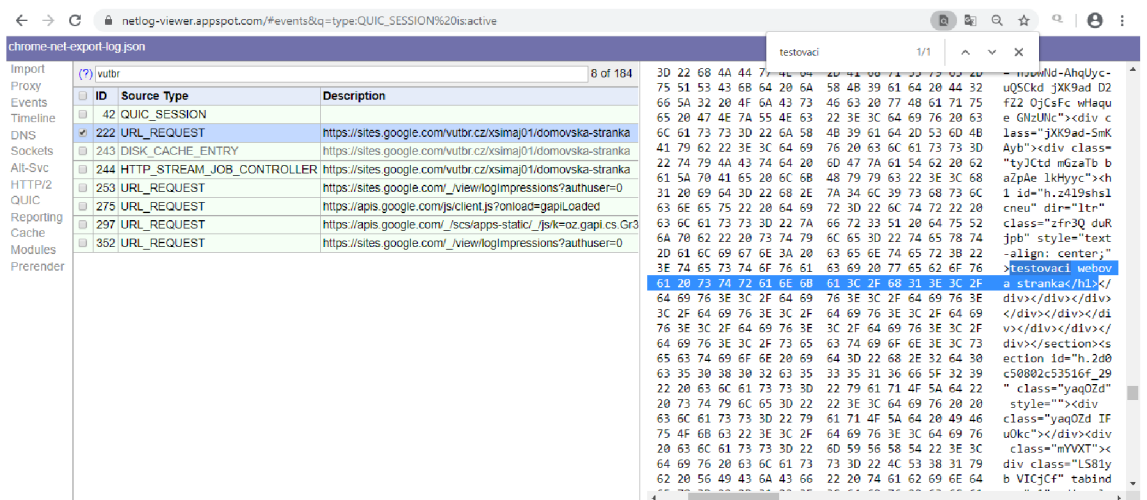 netlog-viewer.appspot.com/#events&q=type:QUIC_SESSION%20is:active
chrome-net-export-log.json
testovaci 1/1
Import
Proxy
Events
Timeline
DNS
Sockets
Alt-Svc
HTTP/2
QUIC
Reporting
Cache
Modules
Prerender
(?) vutbr 8 of 184
ID Source Type Description
42 QUIC_SESSION
222 URL_REQUEST https://sites.google.com/vutbr.cz/xsimaj01/domovska-stranka
243 DISK_CACHE_ENTRY https://sites.google.com/vutbr.cz/xsimaj01/domovska-stranka
244 HTTP_STREAM_JOB_CONTROLLER https://sites.google.com/vutbr.cz/xsimaj01/domovska-stranka
253 URL_REQUEST https://sites.google.com/_/view/logImpressions?authuser=0
275 URL_REQUEST https://apis.google.com/js/client.js?onload=gapiLoaded
297 URL_REQUEST https://apis.google.com/_/scs/apps-static/_/js/k=oz.gapi.cs.Gr3
352 URL_REQUEST https://sites.google.com/_/view/logImpressions?authuser=0
3D 22 68 4A 44 77
75 51 53 43 6B 64 20 6A 58 4B 39 61 64 20 44 32 uQSCkd jXK9ad D2
66 5A 32 20 4F 6A 43 73 46 63 20 77 48 61 71 75 fZ2 OjCsFc wHaqu
65 20 47 4E 7A 55 4E 63 22 3E 3C 64 69 76 20 63 e GNzUNc"><div c
6C 61 73 73 3D 22 6A 58 4B 39 61 64 2D 53 6D 4B lass="jXK9ad-SmK
41 79 62 22 3E 3C 64 69 76 20 63 6C 61 73 73 3D Ayb"><div class=
22 74 79 4A 43 74 64 20 6D 47 7A 61 54 62 20 62 "tyJCtd mGzaTb b
61 5A 70 41 65 20 6C 6B 48 79 79 63 22 3E 3C 68 aZpAe lkHyyc"><h
31 20 69 64 3D 22 68 2E 7A 34 6C 39 73 68 73 6C 1 id="h.z4l9shsl
63 6E 65 75 22 20 64 69 72 3D 22 6C 74 72 22 20 cneu" dir="ltr"
63 6C 61 73 73 3D 22 7A 66 72 33 51 20 64 75 52 class="zfr3Q duR
6A 70 62 22 20 73 74 79 6C 65 3D 22 74 65 78 74 jpb" style="text
2D 61 6C 69 67 6E 3A 20 63 65 6E 74 65 72 3B 22 -align: center;"
3E 74 65 73 74 6F 76 61 63 69 20 77 65 62 6F 76 >testovaci webov
61 20 73 74 72 61 6E 6B 61 3C 2F 68 31 3E 3C 2F a stranka</h1></
64 69 76 3E 3C 2F 64 69 76 3E 3C 2F 64 69 76 3E div></div></div>
3C 2F 64 69 76 3E 3C 2F 64 69 76 3E 3C 2F 64 69 </div></div></di
76 3E 3C 2F 64 69 76 3E 3C 2F 64 69 76 3E 3C 2F v></div></div></
64 69 76 3E 3C 2F 73 65 63 74 69 6F 6E 3E 3C 73 div></section><s
65 63 74 69 6F 6E 20 69 64 3D 22 68 2E 32 64 30 ection id="h.2d0
63 35 30 38 30 32 63 35 33 35 31 36 66 5F 32 39 c50802c53516f_29
22 20 63 6C 61 73 73 3D 22 79 61 71 4F 5A 64 22 " class="yaqOZd"
20 73 74 79 6C 65 3D 22 22 3E 3C 64 69 76 20 20 style=""><div
63 6C 61 73 73 3D 22 79 61 71 4F 5A 64 20 49 46 class="yaqOZd IF
75 4F 6B 63 22 3E 3C 2F 64 69 76 3E 3C 64 69 76 uOkc"></div><div
20 63 6C 61 73 73 3D 22 6D 59 56 58 54 22 3E 3C class="mYVXT"><
64 69 76 20 63 6C 61 73 73 3D 22 4C 53 38 31 79 div class="LS81y
62 20 56 49 43 6A 43 66 22 20 74 61 62 69 6E 64 b VICjCf" tabind